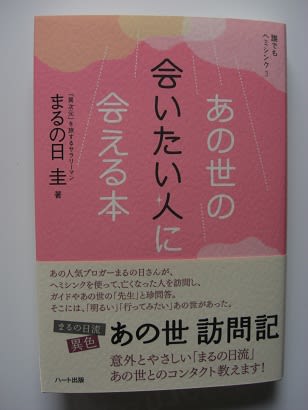 誰でも
ヘミシンク3
あの世の
会いたい人に
会える本
「異次元」を旅するサラリーマン
まるの日 圭 著
あの人気ブロガーまるの日さんが、
ヘミシンクを使って、亡くなった人を訪問し、
ガイドやあの世の「先生」と珍問答。
そこには、「明るい」「行ってみたい」あの世があった。
まるの日流
異色
あの世 訪問記
意外とやさしい「まるの日流」
あの世とのコンタクト教えます!
ハート出版